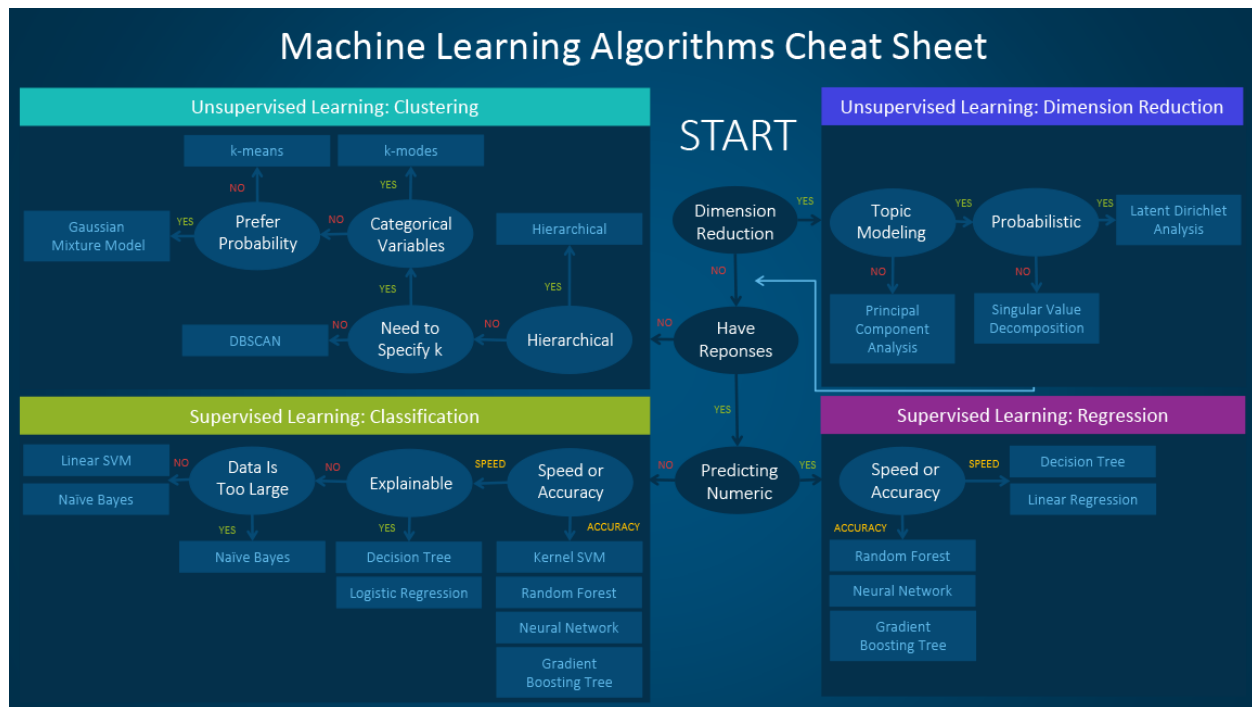 Machine Learning Algorithms Cheat Sheet
Unsupervised Learning: Clustering
k-means
k-modes
NO
YES
Gaussian
Mixture Model
YES
Prefer
Probability
NO
Categorical
Variables
Hierarchical
YES
YES
DBSCAN
NO
Need to
Specify k
NO
Hierarchical
START
Dimension
Reduction
YES
NO
NO
Have
Reponses
YES
NO
Predicting
Numeric
YES
Unsupervised Learning: Dimension Reduction
Topic
Modeling
YES
Probabilistic
YES
Latent Dirichlet
Analysis
NO
NO
Principal
Component
Analysis
Singular Value
Decomposition
Supervised Learning: Classification
Linear SVM
Naïve Bayes
NO
Data Is
Too Large
NO
Explainable
SPEED
Speed or
Accuracy
YES
YES
ACCURACY
Naïve Bayes
Decision Tree
Logistic Regression
Kernel SVM
Random Forest
Neural Network
Gradient
Boosting Tree
Supervised Learning: Regression
Speed or
Accuracy
SPEED
Decision Tree
Linear Regression
ACCURACY
Random Forest
Neural Network
Gradient
Boosting Tree